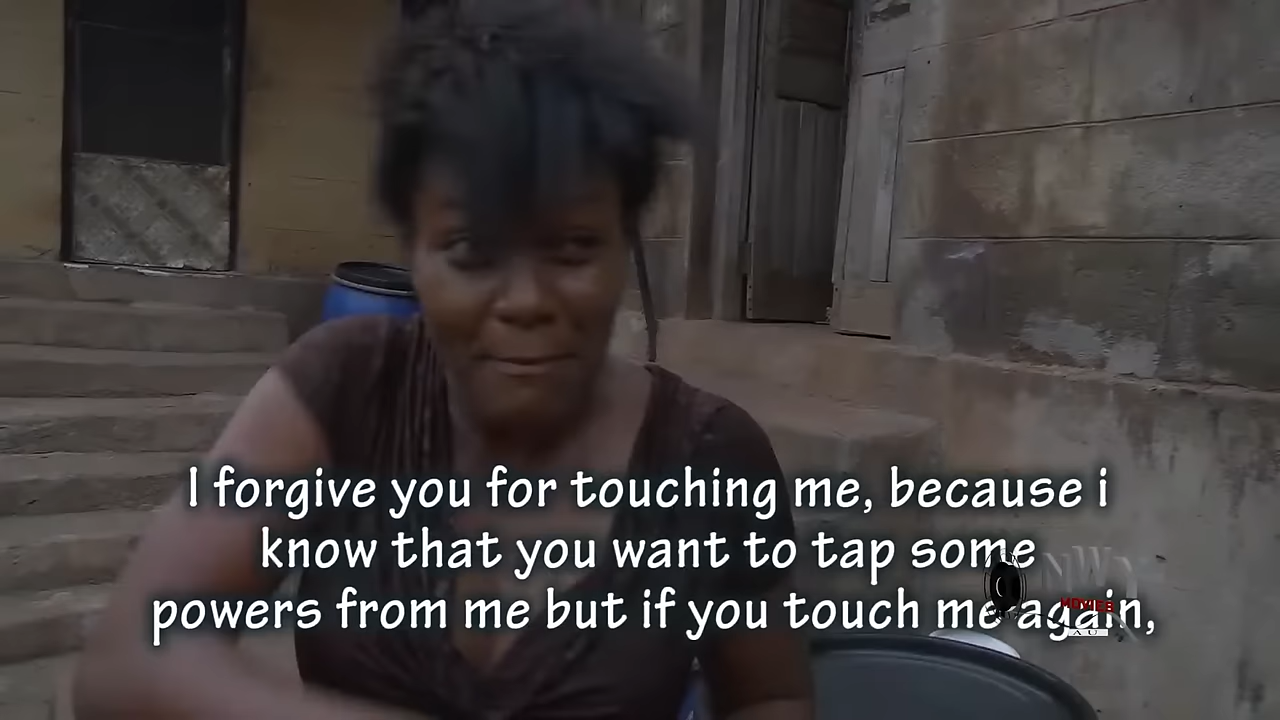 I forgive you for touching me, because i
know that you want to tap some
powers from me but if you touch me again,
MOVIES